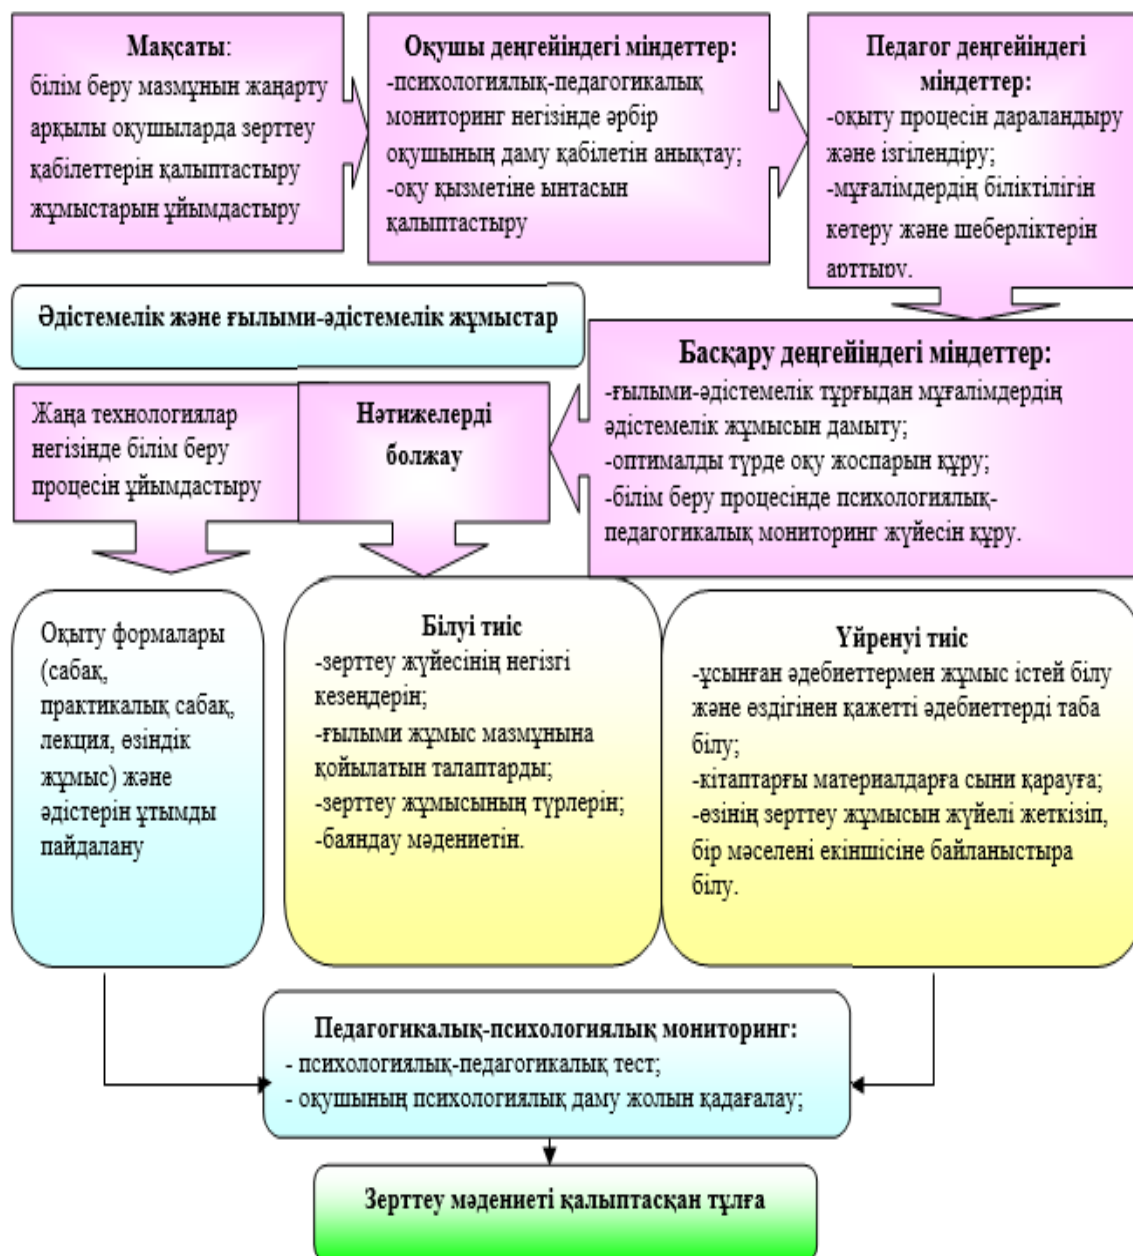 Мақсаты:
білім беру мазмұнын жаңарту
арқылы оқушыларда зерттеу
қабілеттерін қалыптастыру
жұмыстарын ұйымдастыру
Оқушы деңгейіндегі міндеттер:
-психологиялық-педагогикалық
мониторинг негізінде әрбір
оқушының даму қабілетін анықтау;
-оқу қызметіне ынтасын
қалыптастыру
Педагог деңгейіндегі
міндеттер:
-оқыту процесін дараландыру
және ізгілендіру;
-мұғалімдердің біліктілігін
көтеру және шеберліктерін
арттыру.
Әдістемелік және ғылыми-әдістемелік жұмыстар
Басқару деңгейіндегі міндеттер:
-ғылыми-әдістемелік тұрғыдан мұғалімдердің
әдістемелік жұмысын дамыту;
-оптималды түрде оқу жоспарын құру;
-білім беру процесінде психологиялық-
педагогикалық мониторинг жүйесін құру.
Жаңа технологиялар
негізінде білім беру
процесін ұйымдастыру
Нәтижелерді
болжау
Оқыту формалары
(сабақ,
практикалық сабақ,
лекция, өзіндік
жұмыс) және
әдістерін ұтымды
пайдалану
Білуі тиіс
-зерттеу жүйесінің негізгі
кезеңдерін;
-ғылыми жұмыс мазмұнына
қойылатын талаптарды;
-зерттеу жұмысының түрлерін;
-баяндау мәдениетін.
Үйренуі тиіс
-ұсынған әдебиеттермен жұмыс істей білу
және өздігінен қажетті әдебиеттерді таба
білу;
-кітаптарғы материалдарға сыни қарауға;
-өзінің зерттеу жұмысын жүйелі жеткізіп,
бір мәселені екіншісіне байланыстыра
білу.
Педагогикалық-психологиялық мониторинг:
- психологиялық-педагогикалық тест;
- оқушының психологиялық даму жолын қадағалау;
Зерттеу мәдениеті қалыптасқан тұлға